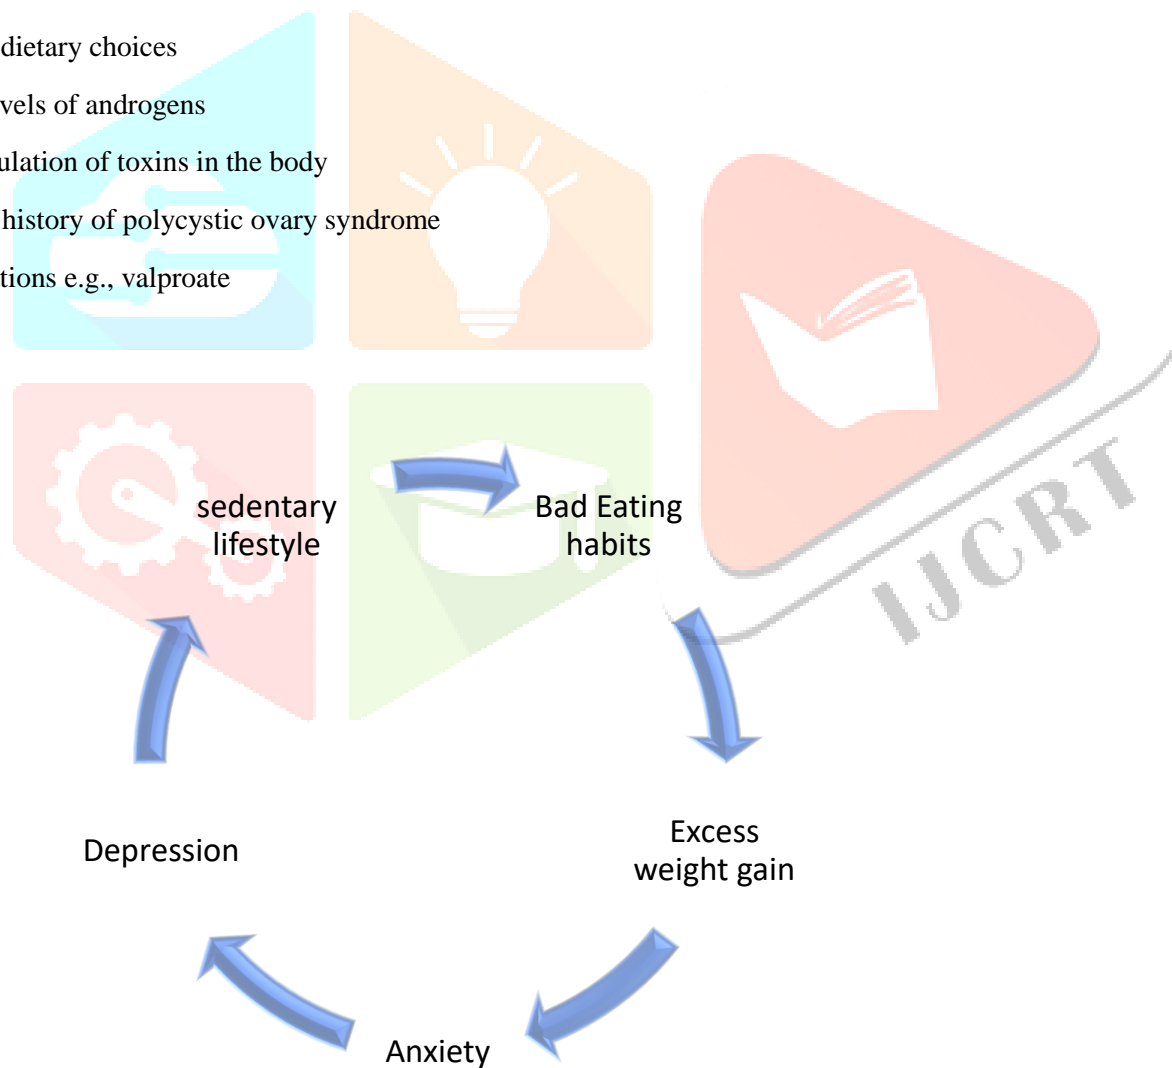 dietary choices
vels of androgens
ulation of toxins in the body
history of polycystic ovary syndrome
tions e.g., valproate
sedentary
lifestyle
Bad Eating
habits
IJCRT
Excess
weight gain
Depression
Anxiety